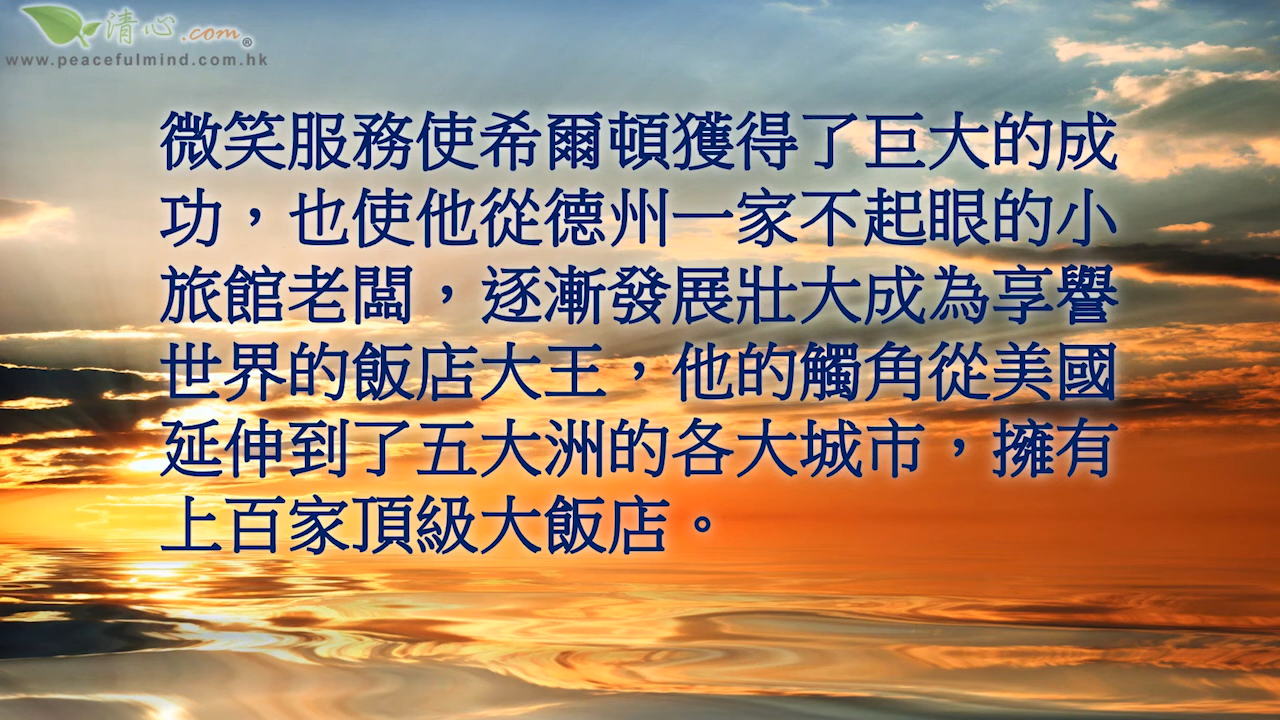 清心.com®
www.peacefulmind.com.hk
微笑服務使希爾頓獲得了巨大的成
功，也使他從德州一家不起眼的小
旅館老闆，逐漸發展壯大成為享譽
世界的飯店大王，他的觸角從美國
延伸到了五大洲的各大城市，擁有
上百家頂級大飯店。